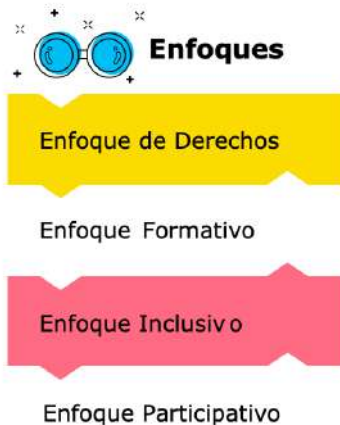 Enfoques
Enfoque de Derechos
Enfoque Formativo
Enfoque Inclusivo
Enfoque Participativo